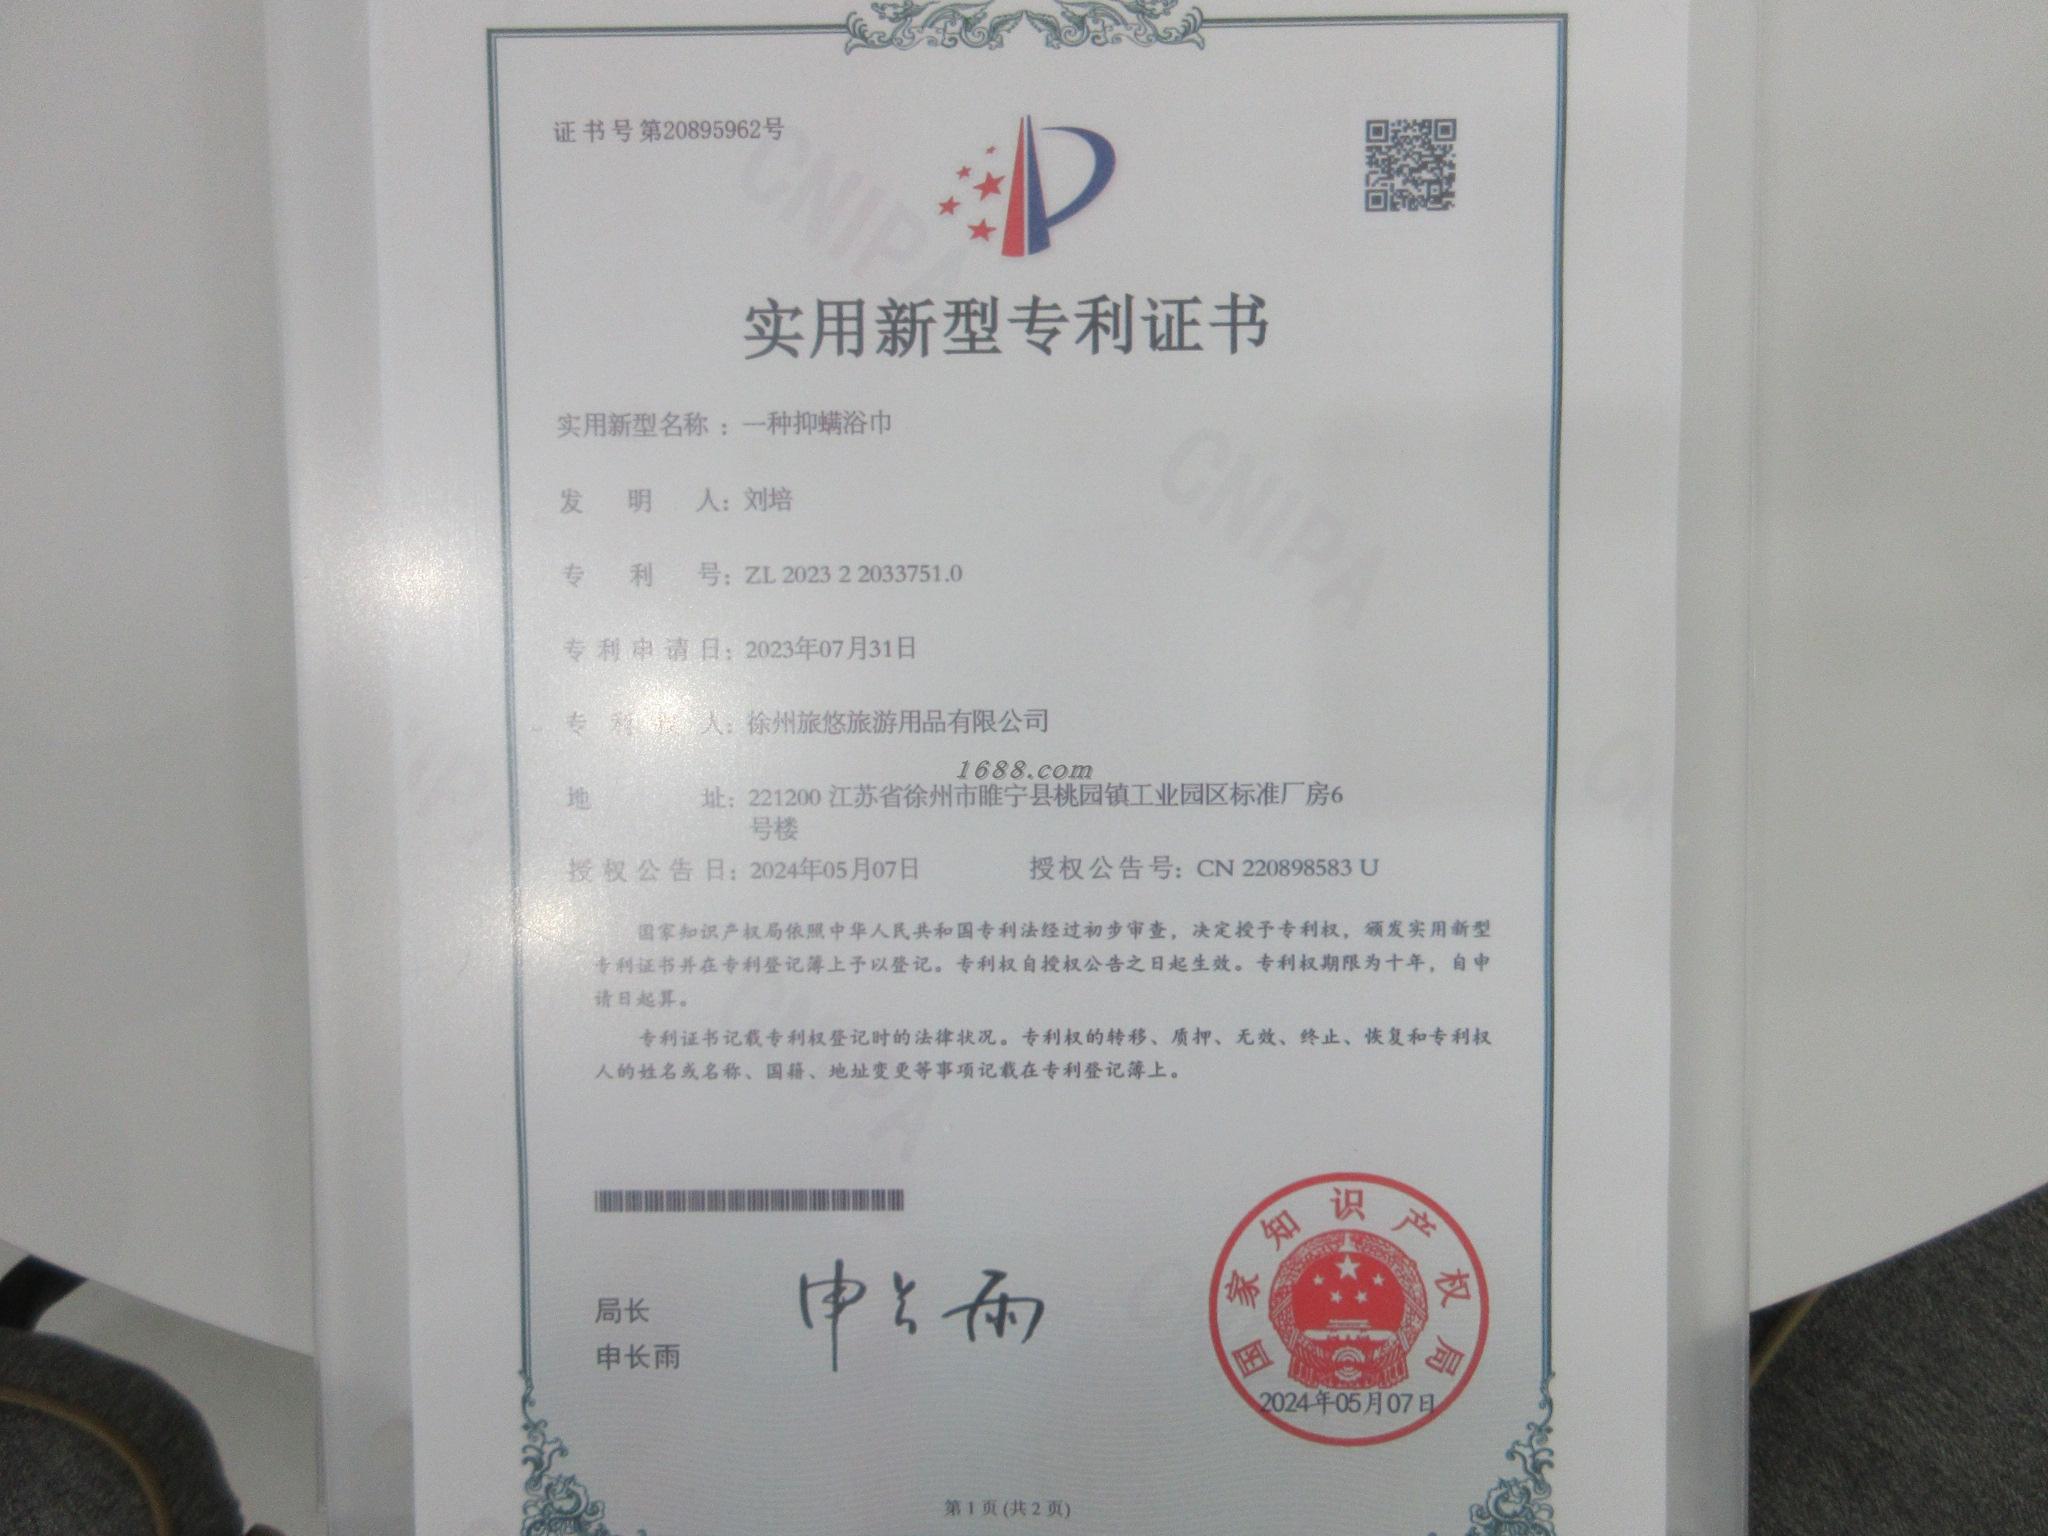 证书号第20895962号
实用新型专利证书
实用新型名称：一种抑螨浴巾
发明人：刘培
专利号：ZL 2023 2 2033751.0
专利申请日：2023年07月31日
专利权人：徐州旅悠旅游用品有限公司
1688.com
地址：221200 江苏省徐州市睢宁县桃园镇工业园区标准厂房6
号楼
授权公告日：2024年05月07日 授权公告号：CN 220898583 U
国家知识产权局依照中华人民共和国专利法经过初步审查，决定授予专利权，颁发实用新型
专利证书并在专利登记簿上予以登记。专利权自授权公告之日起生效。专利权期限为十年，自申
请日起算。
专利证书记载专利权登记时的法律状况。专利权的转移、质押、无效、终止、恢复和专利权
人的姓名或名称、国籍、地址变更等事项记载在专利登记簿上。
局长
申长雨
申长雨
国家知识产权局
2024年05月07日
第 1 页 (共 2 页)
CNIPA
CNIPA
CNIPA